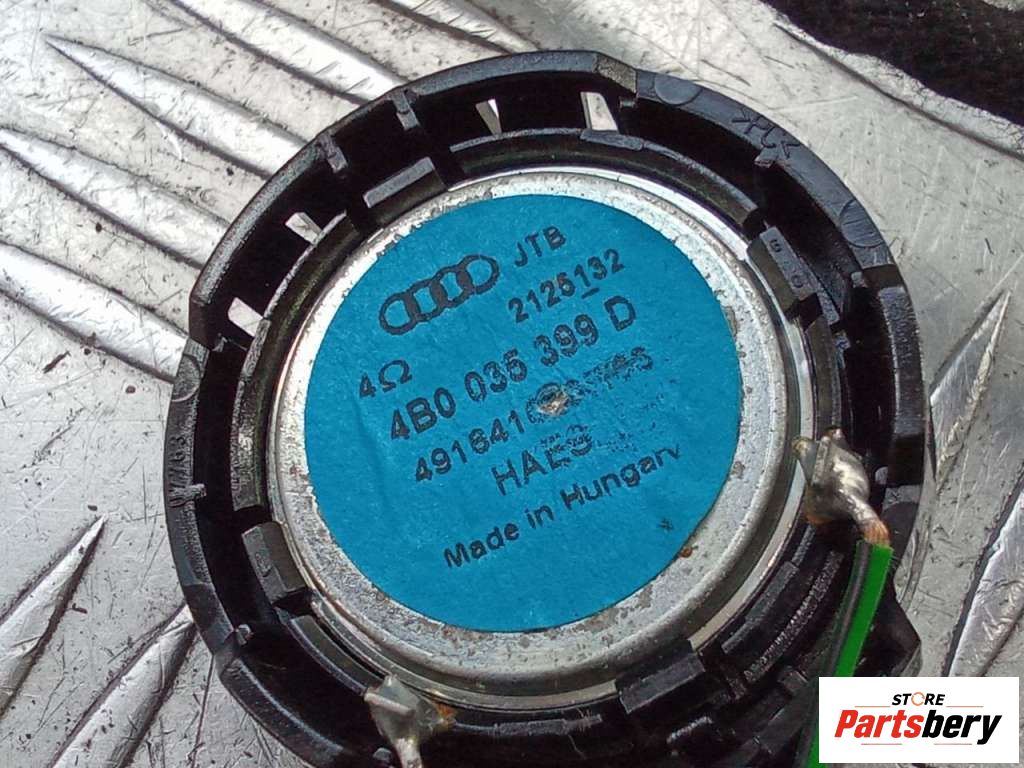 JTB
2126132
4Ω
4B0 035 399 D
Made in Hungary
STORE
Partsbery